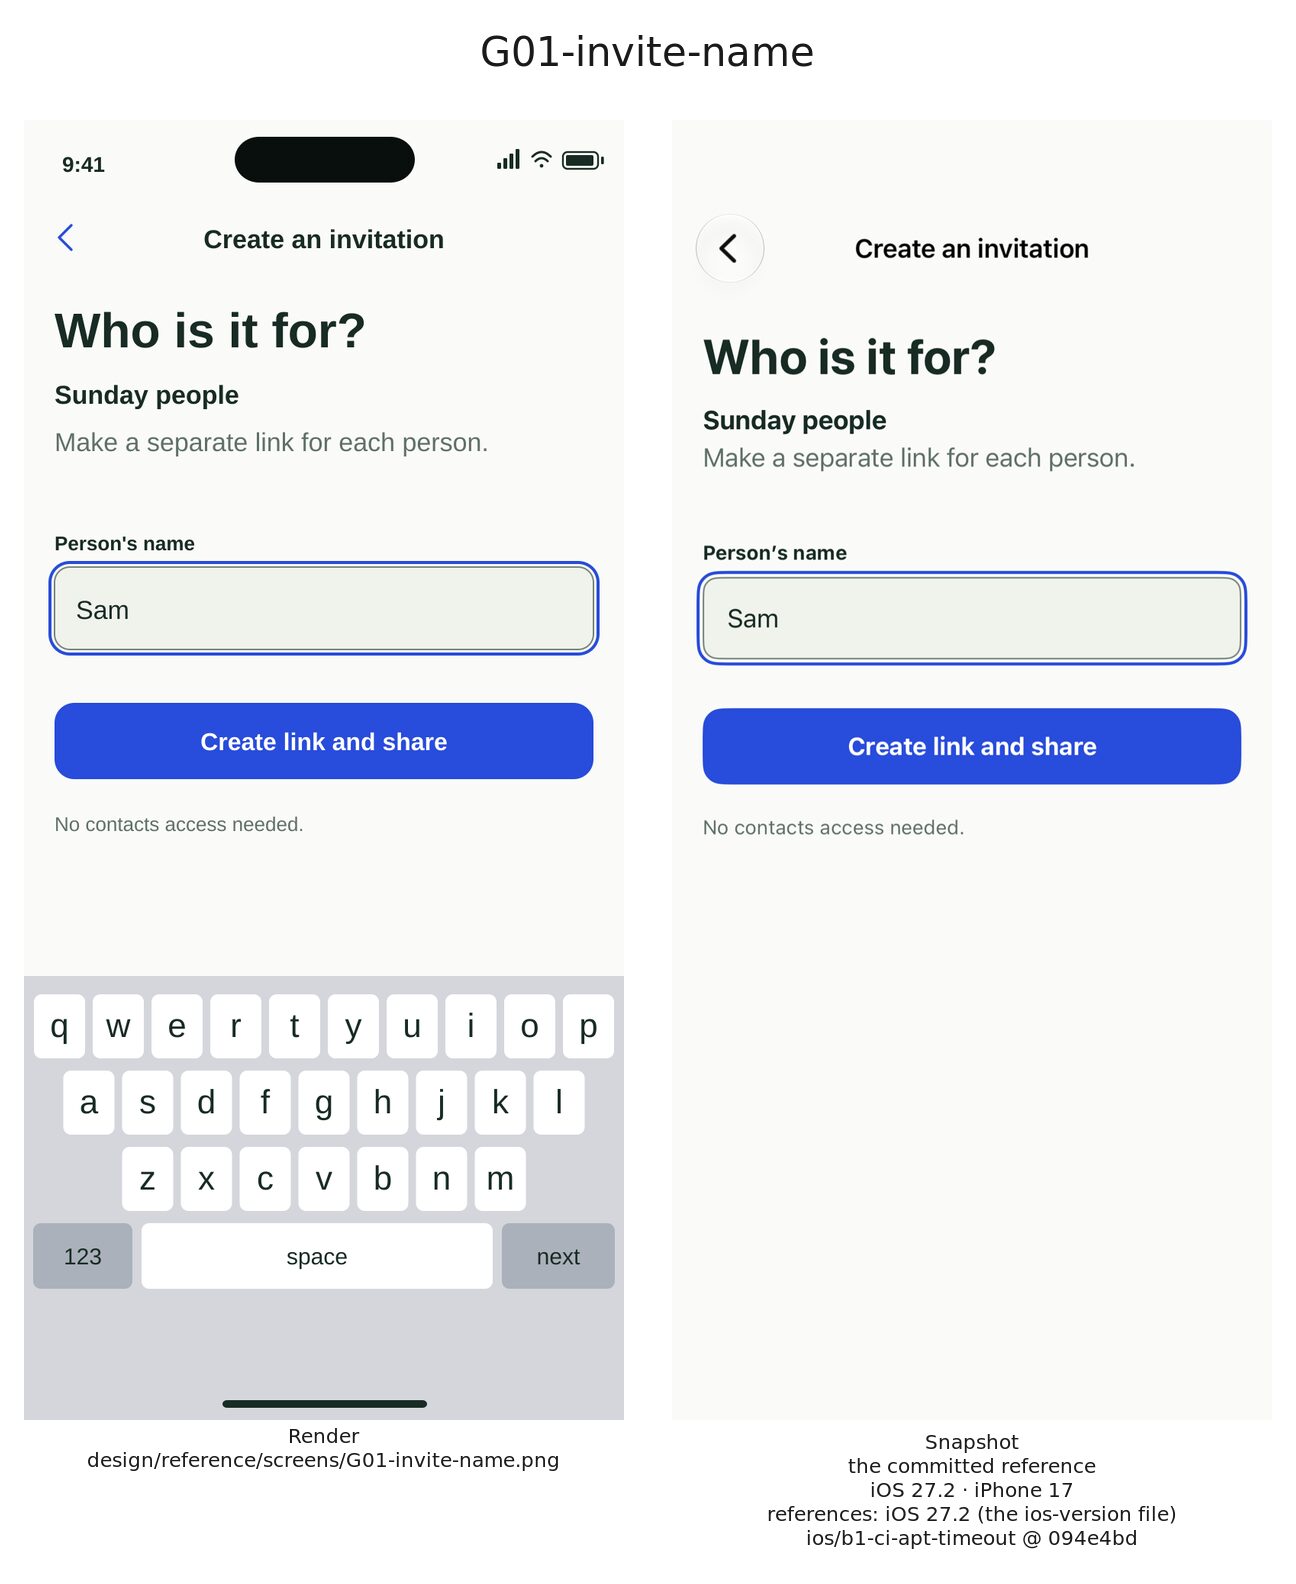 G01-invite-name
9:41
Create an invitation
Who is it for?
Sunday people
Make a separate link for each person.
Person's name
Sam
Create link and share
No contacts access needed.
q w e r t y u i o p
a s d f g h j k l
z x c v b n m
123 space next
Render
design/reference/screens/G01-invite-name.png
Create an invitation
Who is it for?
Sunday people
Make a separate link for each person.
Person’s name
Sam
Create link and share
No contacts access needed.
Snapshot
the committed reference
iOS 27.2 · iPhone 17
references: iOS 27.2 (the ios-version file)
ios/b1-ci-apt-timeout @ 094e4bd